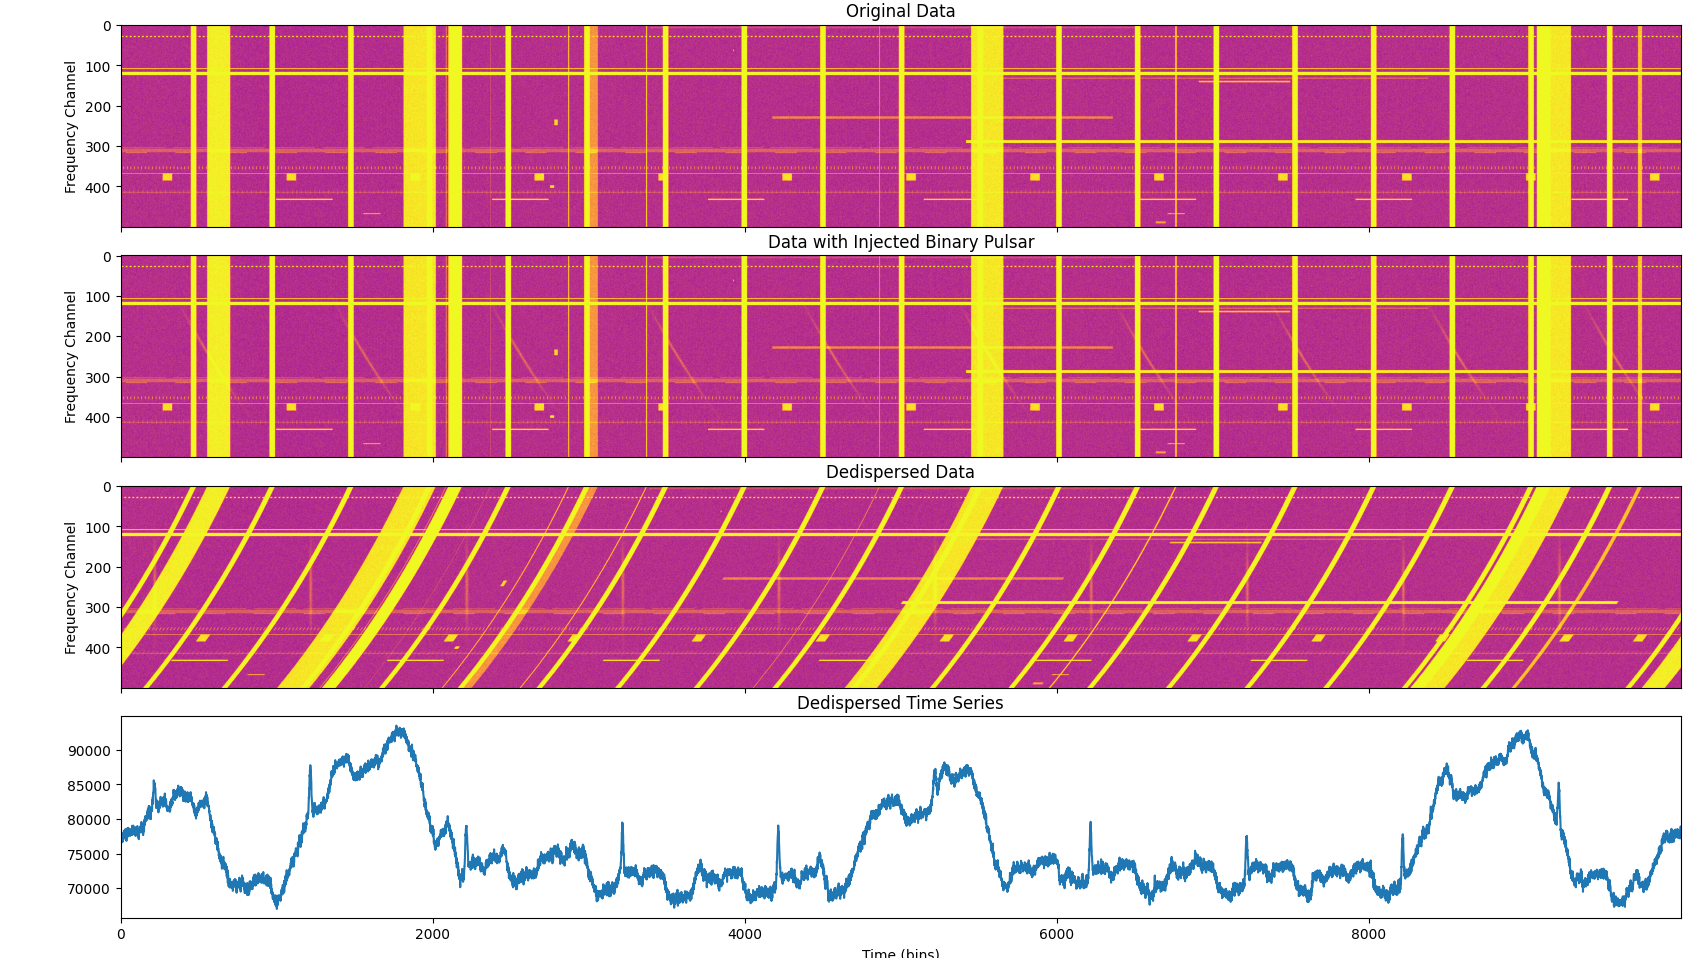 Original Data
0
100
200
300
400
Frequency Channel
Data with Injected Binary Pulsar
0
100
200
300
400
Frequency Channel
Dedispersed Data
0
100
200
300
400
Frequency Channel
Dedispersed Time Series
90000
85000
80000
75000
70000
0 2000 4000 6000 8000
Time (bins)